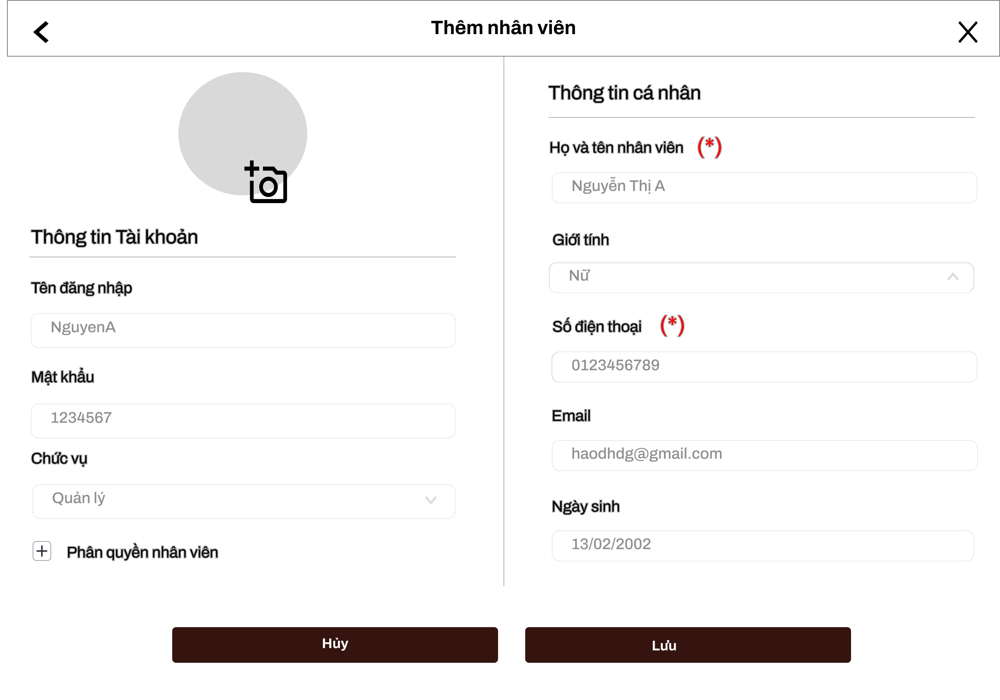 Thêm nhân viên
Thông tin Tài khoản
Tên đăng nhập
NguyenA
Mật khẩu
1234567
Chức vụ
Quản lý
Phân quyền nhân viên
Thông tin cá nhân
Họ và tên nhân viên (*)
Nguyễn Thị A
Giới tính
Nữ
Số điện thoại (*)
0123456789
Email
haodhdg@gmail.com
Ngày sinh
13/02/2002
Hủy
Lưu